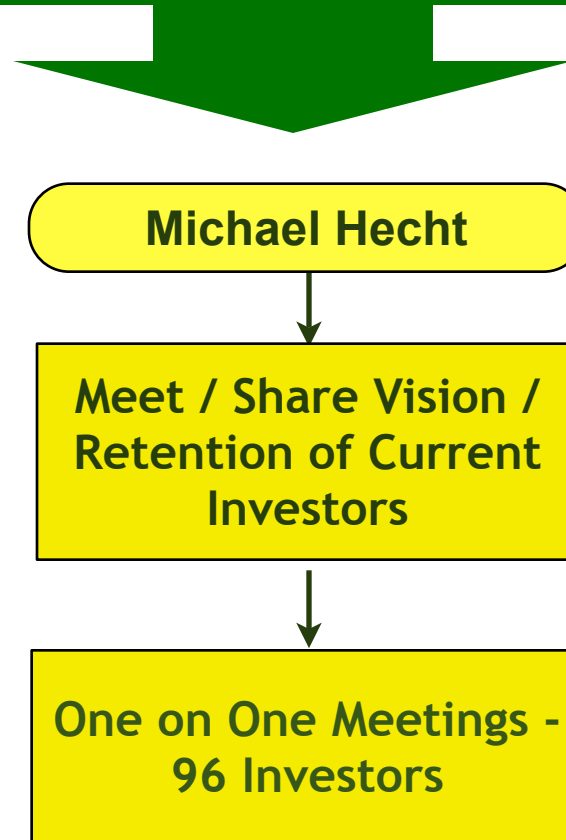 Michael Hecht
Meet / Share Vision /
Retention of Current
Investors
One on One Meetings -
96 Investors